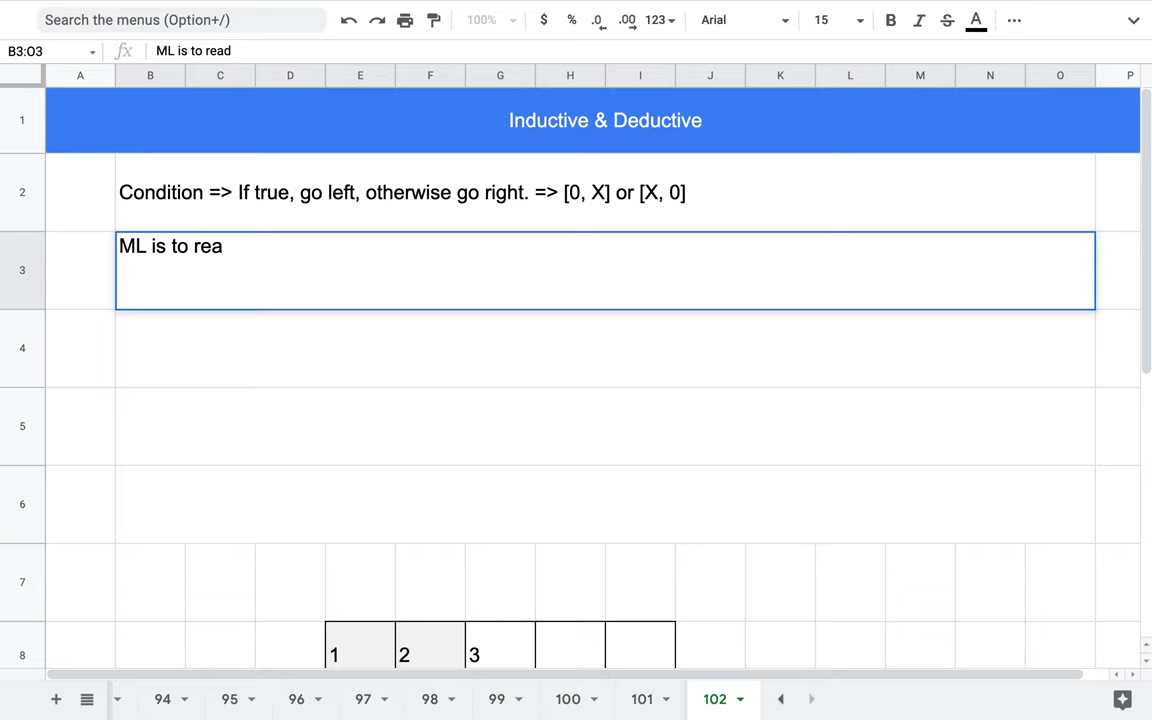 Search the menus (Option+/)
100%
$ % .0 .00 123
Arial
15
B I S A
B3:O3
fx
ML is to read
A B C D E F G H I J K L M N O P
1
Inductive & Deductive
2
Condition => If true, go left, otherwise go right. => [0, X] or [X, 0]
3
ML is to rea
4
5
6
7
8
1 2 3
94 95 96 97 98 99 100 101 102